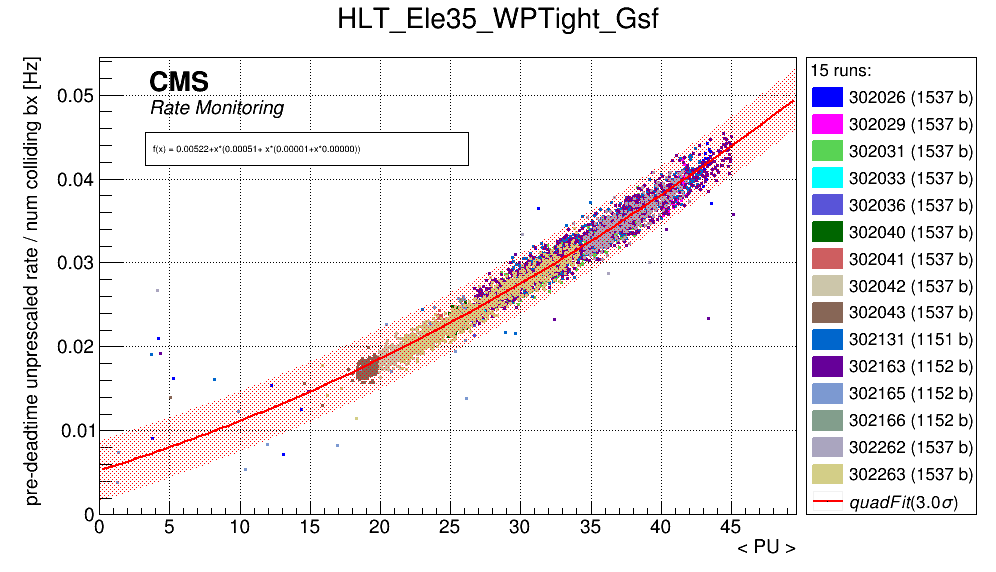 HLT_Ele35_WPTight_Gsf
pre-deadtime unprescaled rate / num colliding bx [Hz]
CMS
Rate Monitoring
f(x) = 0.00522+x*(0.00051+ x*(0.00001+x*0.00000))
0.05
0.04
0.03
0.02
0.01
0
0 5 10 15 20 25 30 35 40 45
< PU >
15 runs:
302026 (1537 b)
302029 (1537 b)
302031 (1537 b)
302033 (1537 b)
302036 (1537 b)
302040 (1537 b)
302041 (1537 b)
302042 (1537 b)
302043 (1537 b)
302131 (1151 b)
302163 (1152 b)
302165 (1152 b)
302166 (1152 b)
302262 (1537 b)
302263 (1537 b)
quadFit(3.0σ)